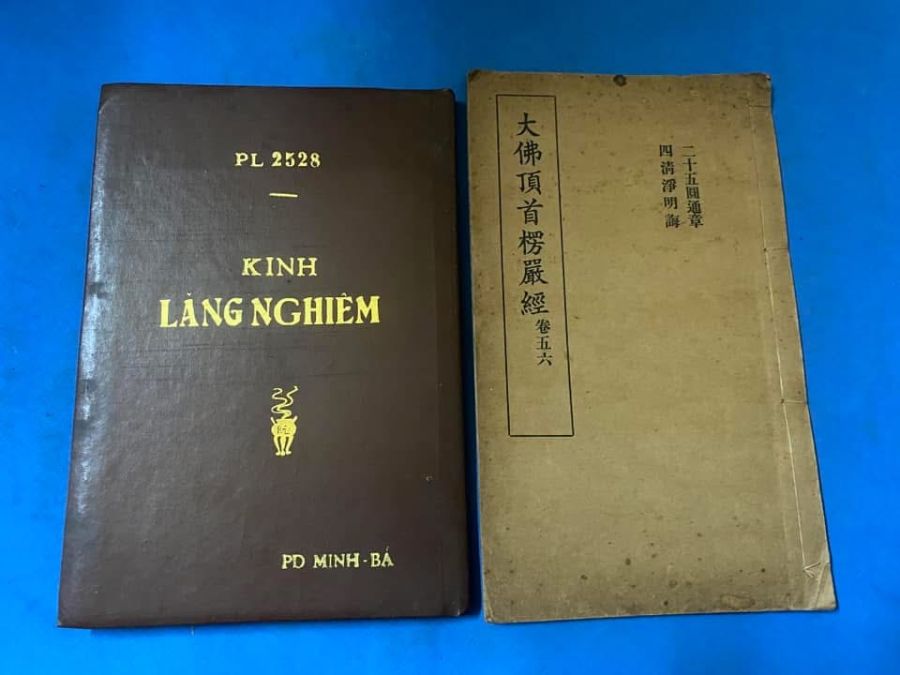 PL 2528
KINH
LĂNG NGHIÊM
PD MINH - BÁ
大佛頂首楞嚴經卷五六
二十五圓通章
四清淨明誨